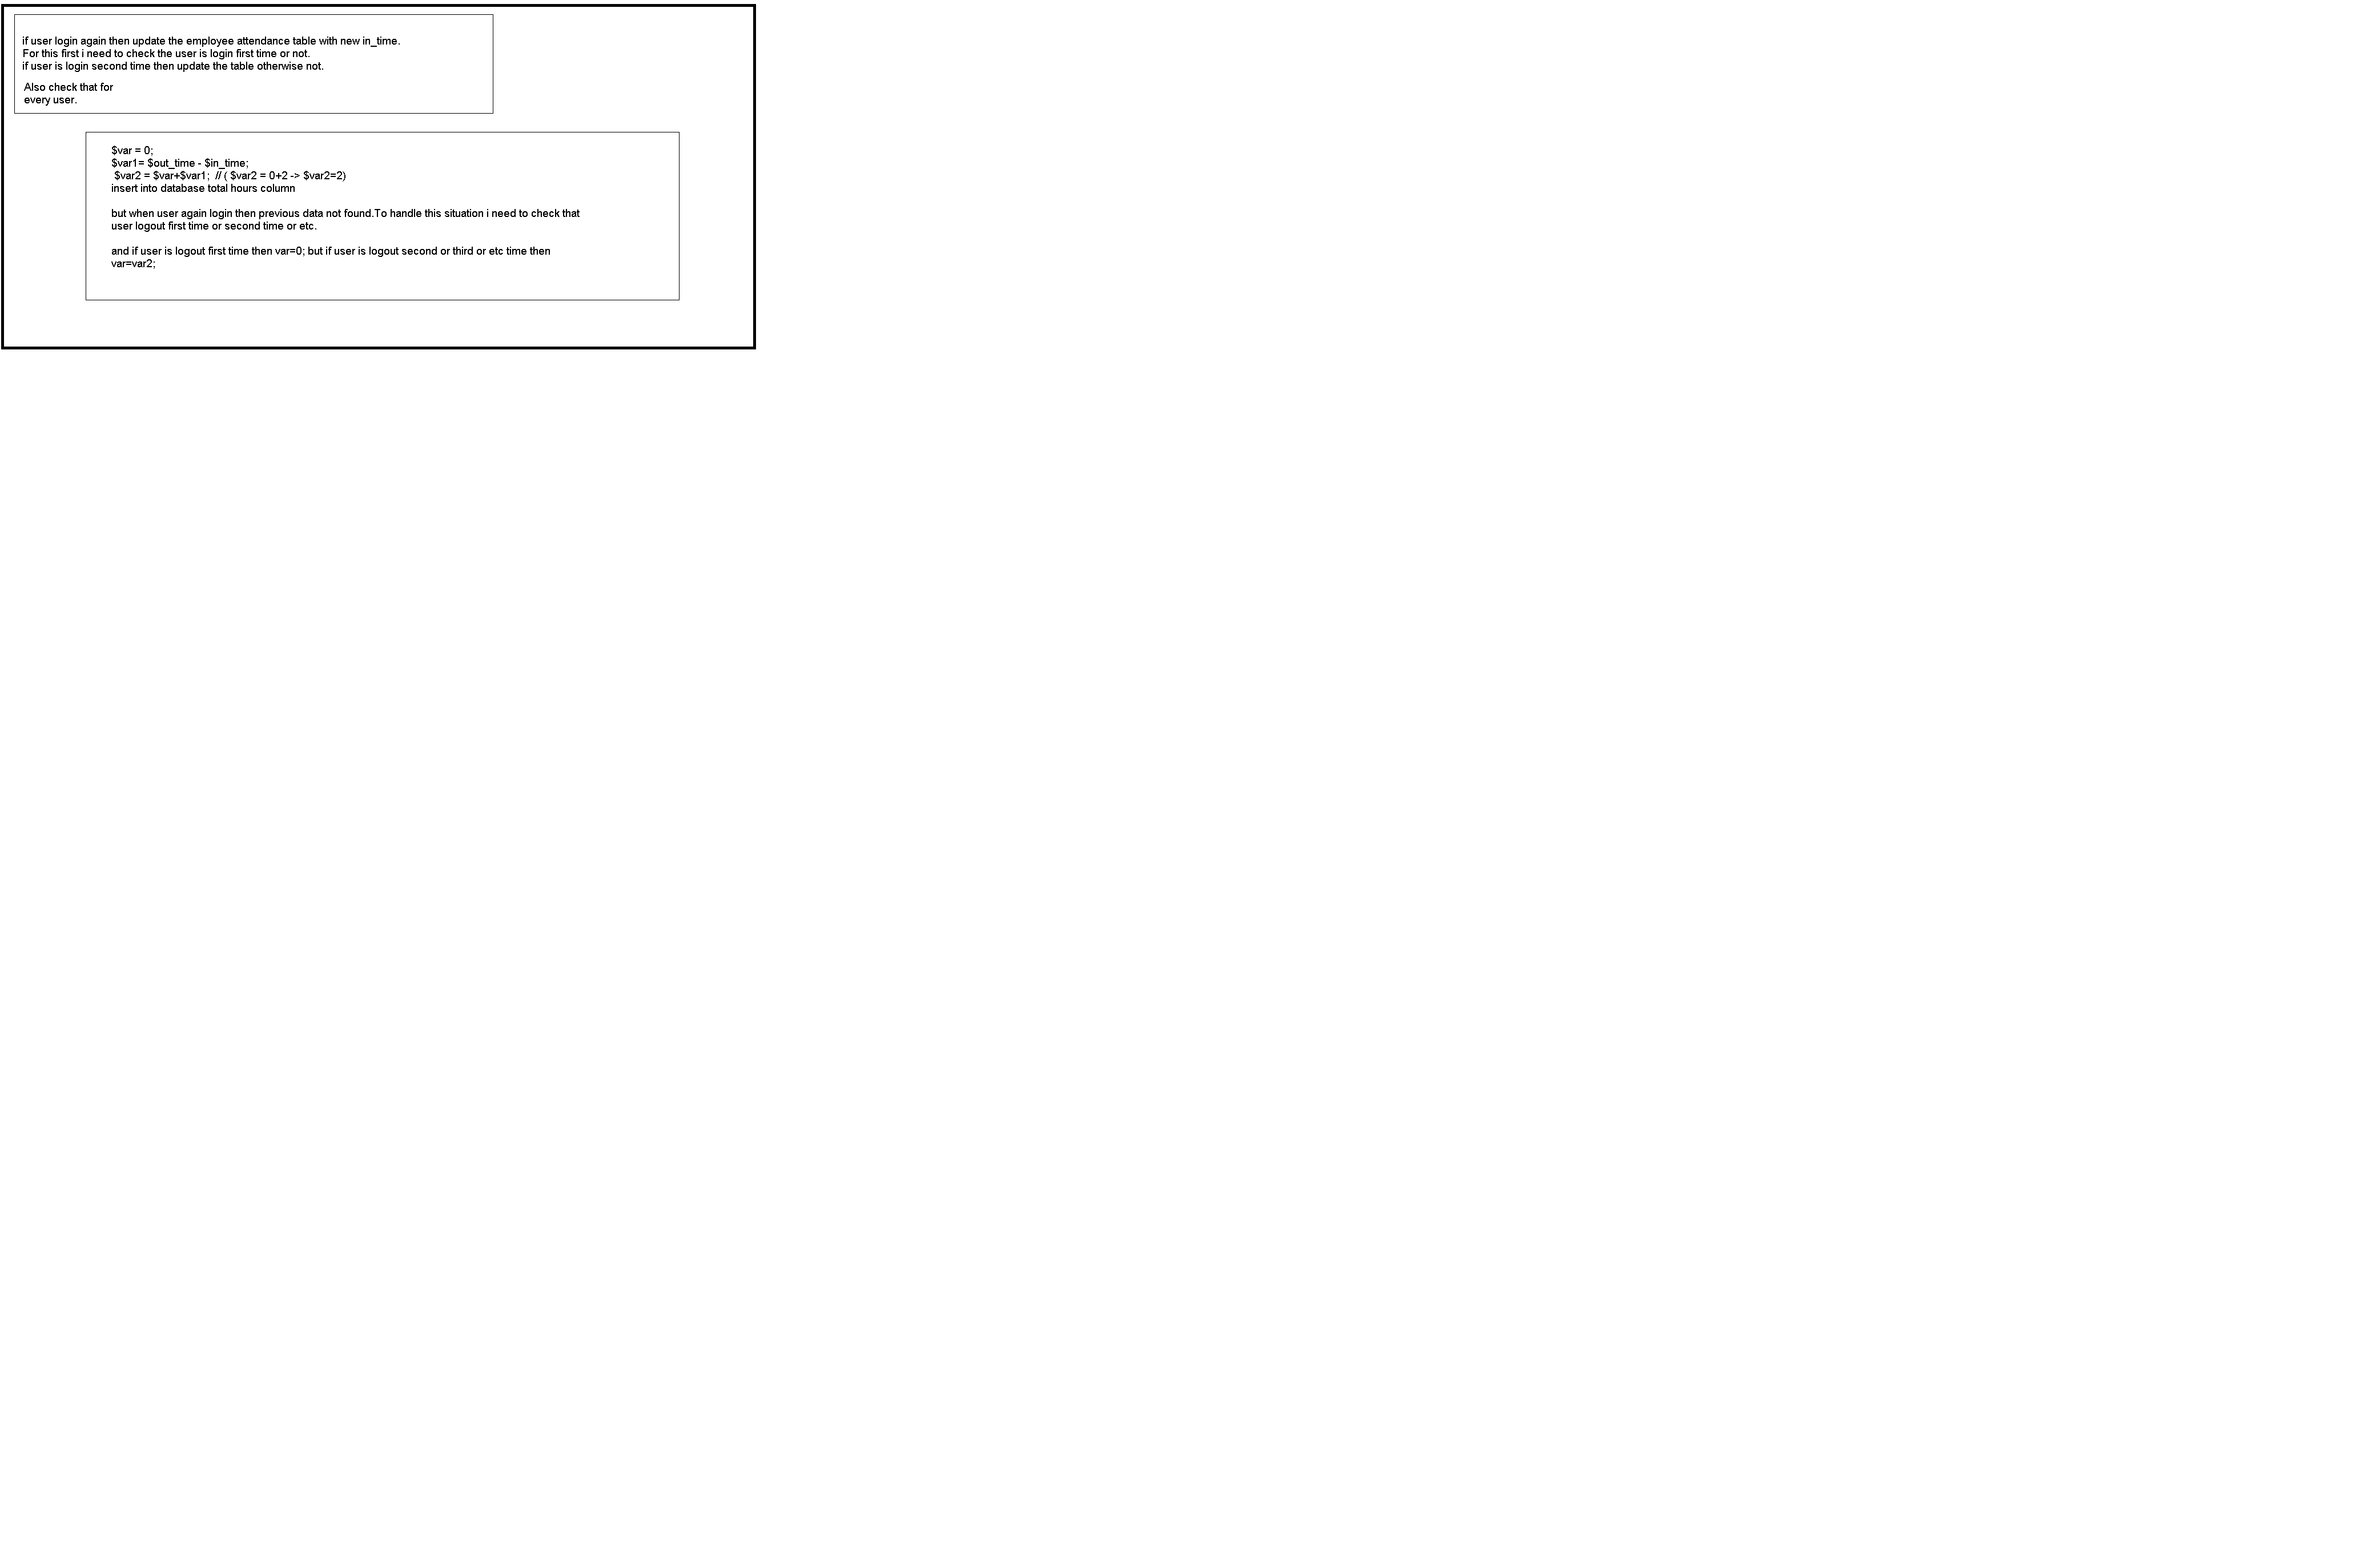 if user login again then update the employee attendance table with new in_time.
For this first i need to check the user is login first time or not.
if user is login second time then update the table otherwise not.
Also check that for
every user.
$var = 0;
$var1= $out_time - $in_time;
$var2 = $var+$var1;  // ( $var2 = 0+2 -> $var2=2)
insert into database total hours column
but when user again login then previous data not found.To handle this situation i need to check that
user logout first time or second time or etc.
and if user is logout first time then var=0; but if user is logout second or third or etc time then
var=var2;